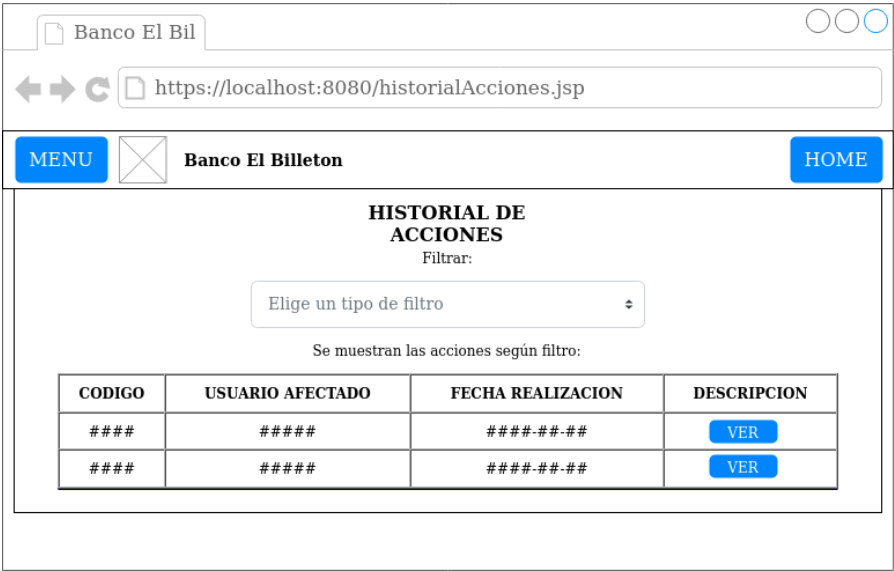 Banco El Bil
https://localhost:8080/historialAcciones.jsp
MENU Banco El Billeton HOME
HISTORIAL DE
ACCIONES
Filtrar:
Elige un tipo de filtro
Se muestran las acciones según filtro:
CODIGO USUARIO AFECTADO FECHA REALIZACION DESCRIPCION
#### ##### ####-##-## VER
#### ##### ####-##-## VER